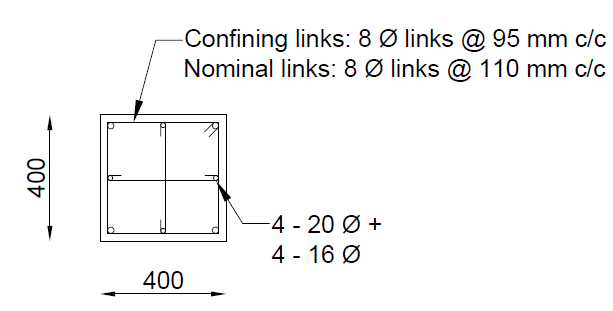 Confining links: 8 Ø links @ 95 mm c/c
Nominal links: 8 Ø links @ 110 mm c/c
400
4 - 20 Ø +
4 - 16 Ø
400